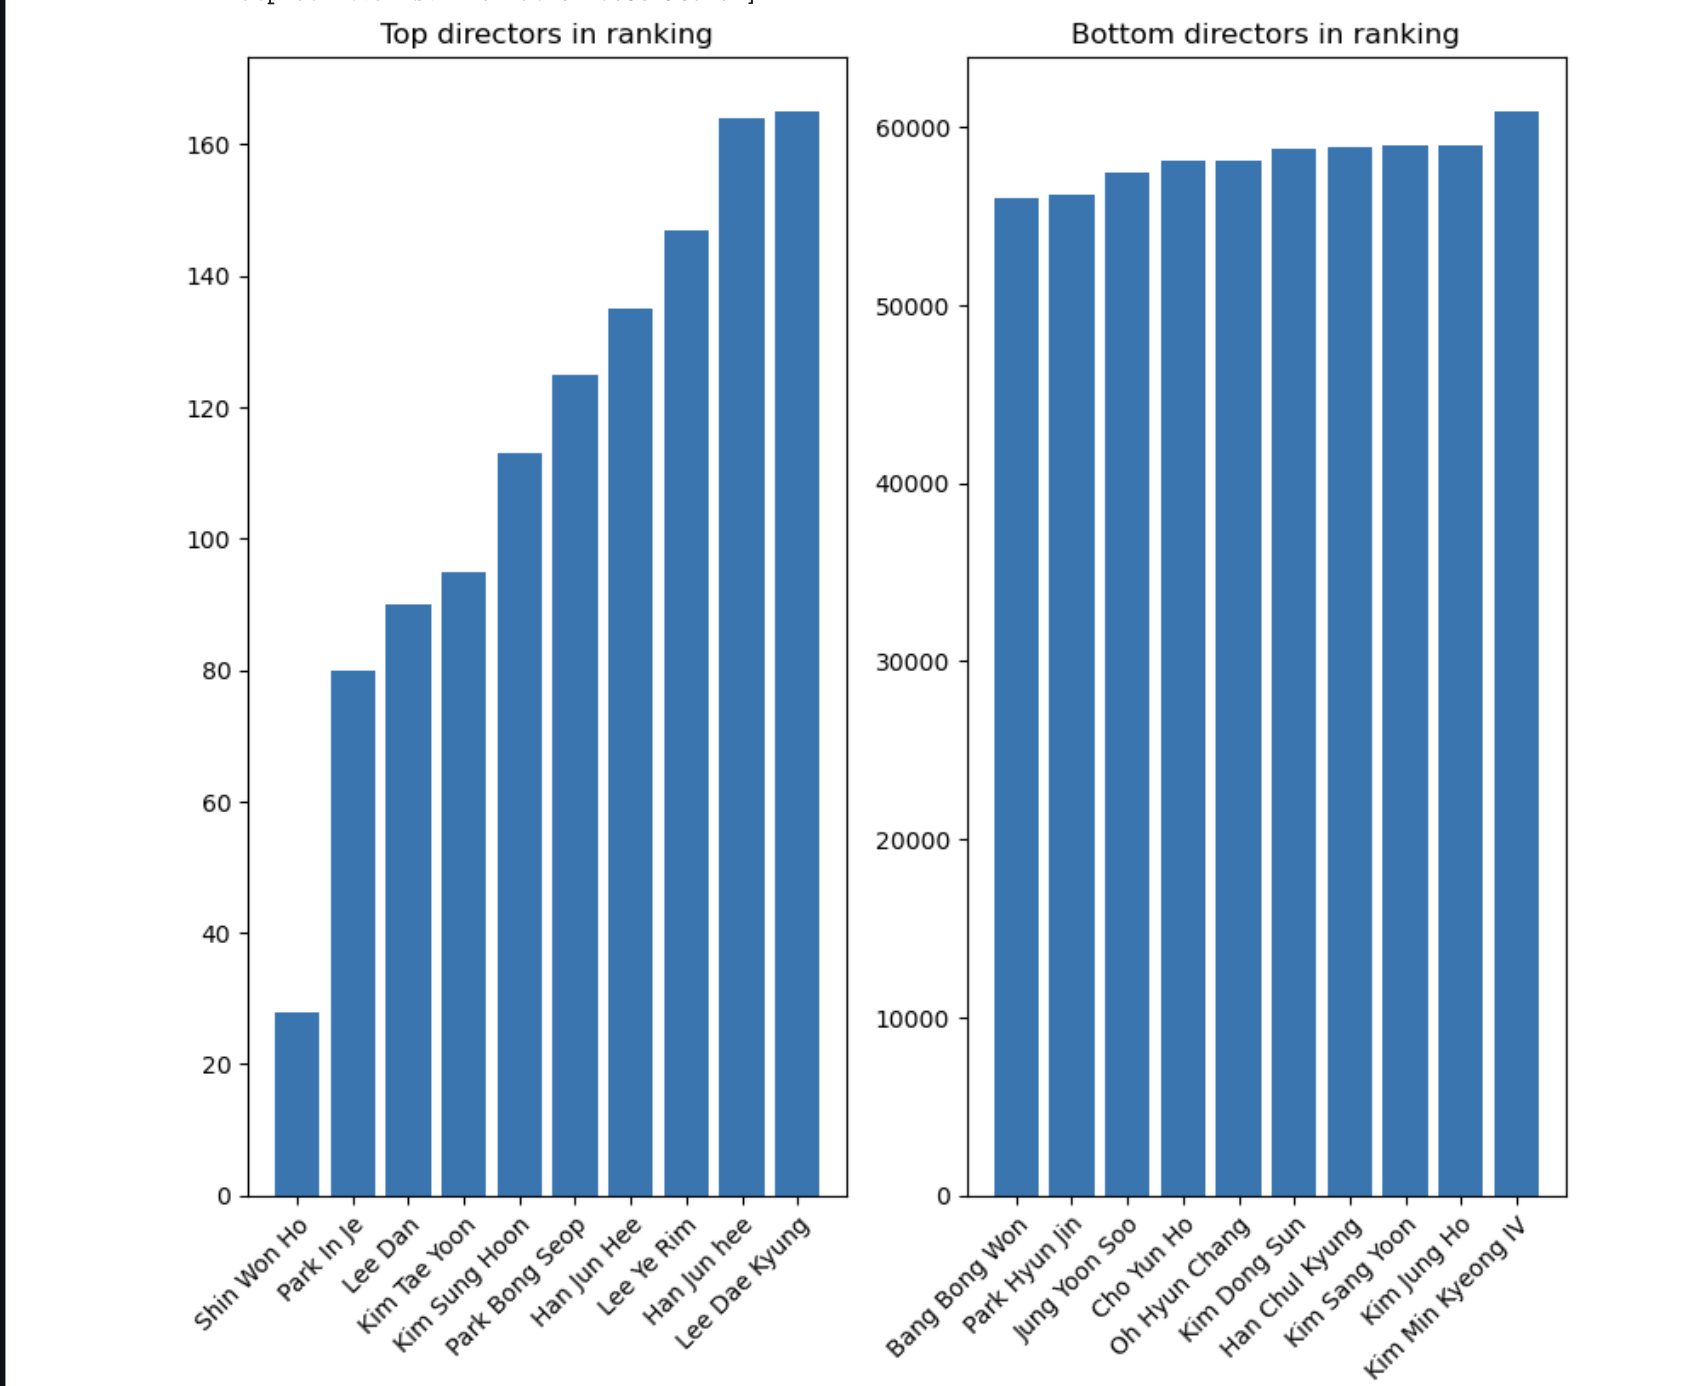 Top directors in ranking
160
140
120
100
80
60
40
20
0
Shin Won Ho
Park In Je
Lee Dan
Kim Tae Yoon
Kim Sung Hoon
Park Bong Seop
Han Jun Hee
Lee Ye Rim
Han Jun hee
Lee Dae Kyung
Bottom directors in ranking
60000
50000
40000
30000
20000
10000
0
Bang Bong Won
Park Hyun Jin
Jung Yoon Soo
Cho Yun Ho
Oh Hyun Chang
Kim Dong Sun
Han Chul Kyung
Kim Sang Yoon
Kim Jung Ho
Kim Min Kyeong IV